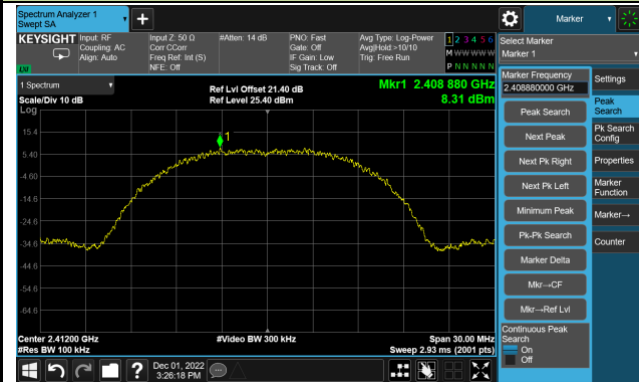 Spectrum Analyzer 1
Swept SA
Marker
KEYSIGHT
Input: RF
Coupling: AC
Align: Auto
Input Z: 50 Ω
Corr CCorr
Freq Ref: Int (S)
NFE: Off
#Atten: 14 dB
PNO: Fast
Gate: Off
IF Gain: Low
Sig Track: Off
Avg Type: Log-Power
Avg|Hold:>10/10
Trig: Free Run
1 2 3 4 5 6
M W W W W W
P N N N N N
Select Marker
Marker 1
1 Spectrum
Scale/Div 10 dB
Log
Ref Lvl Offset 21.40 dB
Ref Level 25.40 dBm
Mkr1 2.408 880 GHz
8.31 dBm
15.4
5.40
-4.60
-14.6
-24.6
-34.6
-44.6
-54.6
-64.6
1
Center 2.41200 GHz
#Res BW 100 kHz
#Video BW 300 kHz
Span 30.00 MHz
Sweep 2.93 ms (2001 pts)
Marker Frequency
2.408880000 GHz
Peak Search
Next Peak
Next Pk Right
Next Pk Left
Minimum Peak
Pk-Pk Search
Marker Delta
Mkr→CF
Mkr→Ref Lvl
Continuous Peak
Search
On
Off
Settings
Peak
Search
Pk Search
Config
Properties
Marker
Function
Marker→
Counter
Dec 01, 2022
3:26:18 PM